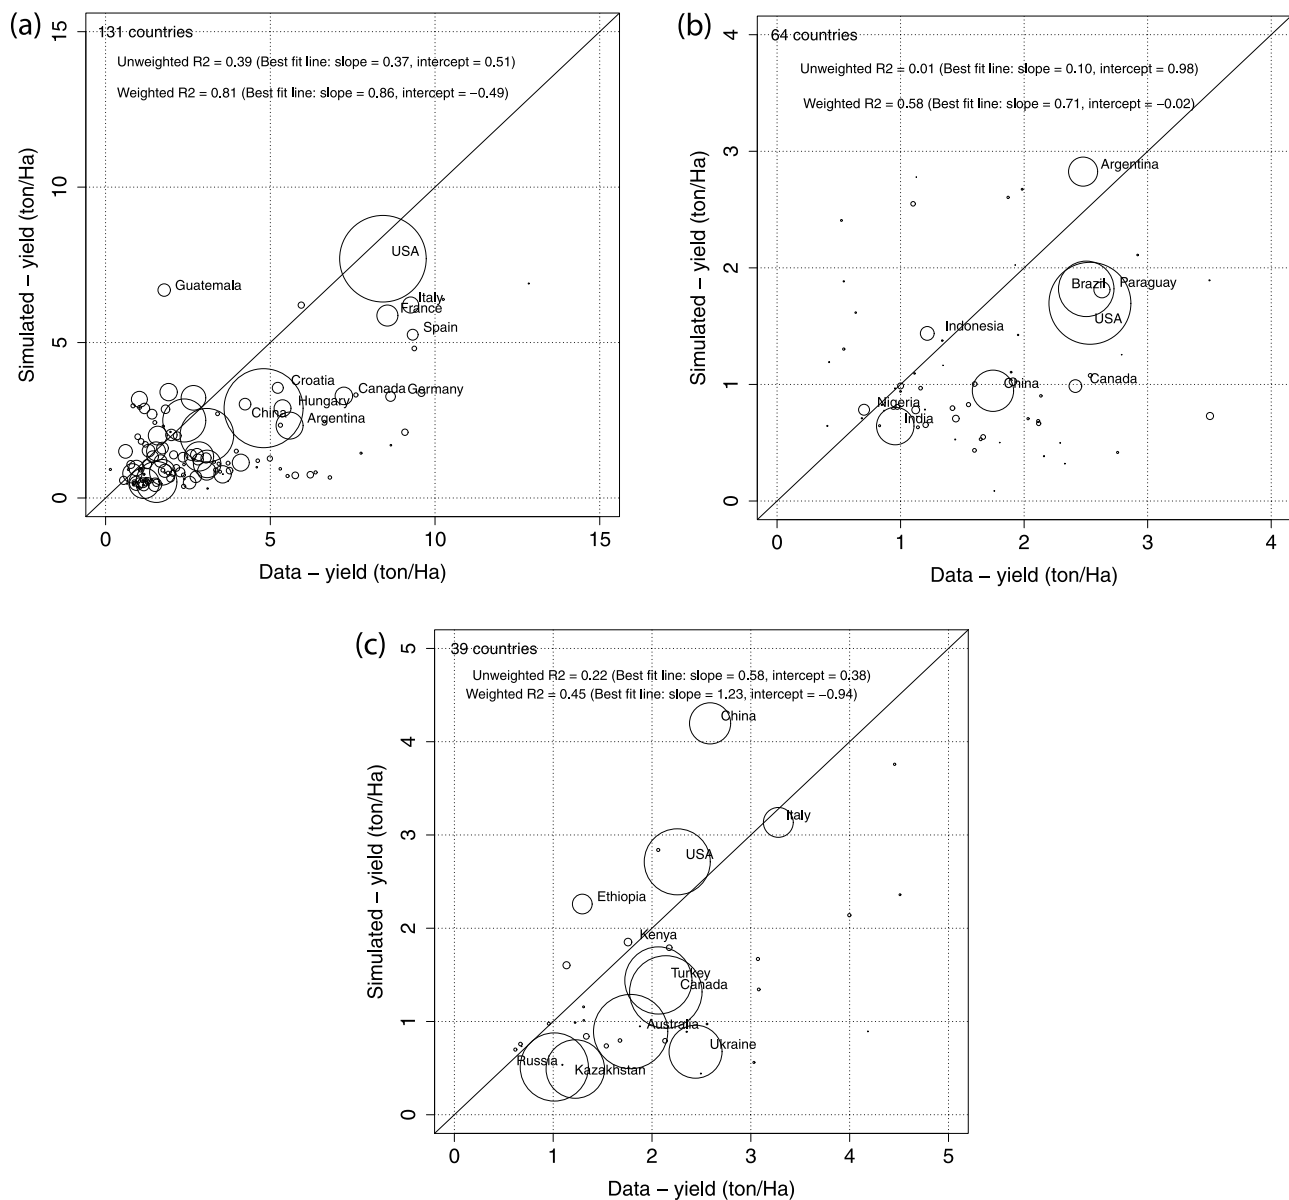 (a)
131 countries
Unweighted R2 = 0.39 (Best fit line: slope = 0.37, intercept = 0.51)
Weighted R2 = 0.81 (Best fit line: slope = 0.86, intercept = −0.49)
USA
Guatemala
Italy
France
Spain
Croatia
Canada
Germany
Hungary
China
Argentina
0
5
10
15
Simulated − yield (ton/Ha)
0
5
10
15
Data − yield (ton/Ha)
(b)
64 countries
Unweighted R2 = 0.01 (Best fit line: slope = 0.10, intercept = 0.98)
Weighted R2 = 0.58 (Best fit line: slope = 0.71, intercept = −0.02)
Argentina
Brazil
Paraguay
USA
Indonesia
China
Canada
Nigeria
India
0
1
2
3
4
Simulated − yield (ton/Ha)
0
1
2
3
4
Data − yield (ton/Ha)
(c)
39 countries
Unweighted R2 = 0.22 (Best fit line: slope = 0.58, intercept = 0.38)
Weighted R2 = 0.45 (Best fit line: slope = 1.23, intercept = −0.94)
China
Italy
USA
Ethiopia
Kenya
Turkey
Canada
Australia
Ukraine
Russia
Kazakhstan
0
1
2
3
4
5
Simulated − yield (ton/Ha)
0
1
2
3
4
5
Data − yield (ton/Ha)